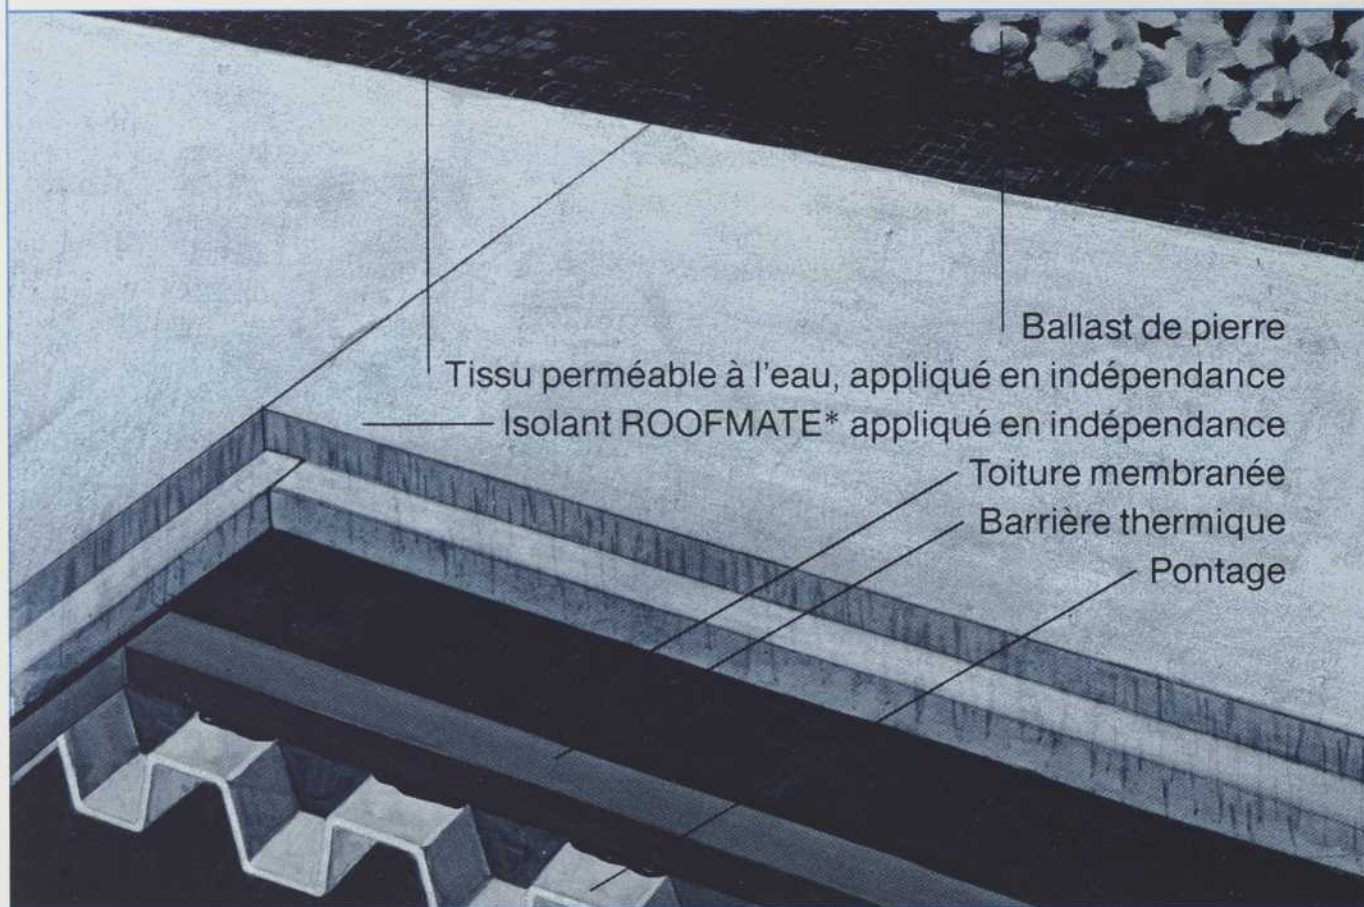 Ballast de pierre
Tissu perméable à l'eau, appliqué en indépendance
Isolant ROOFMATE* appliqué en indépendance
Toiture membranée
Barrière thermique
Pontage